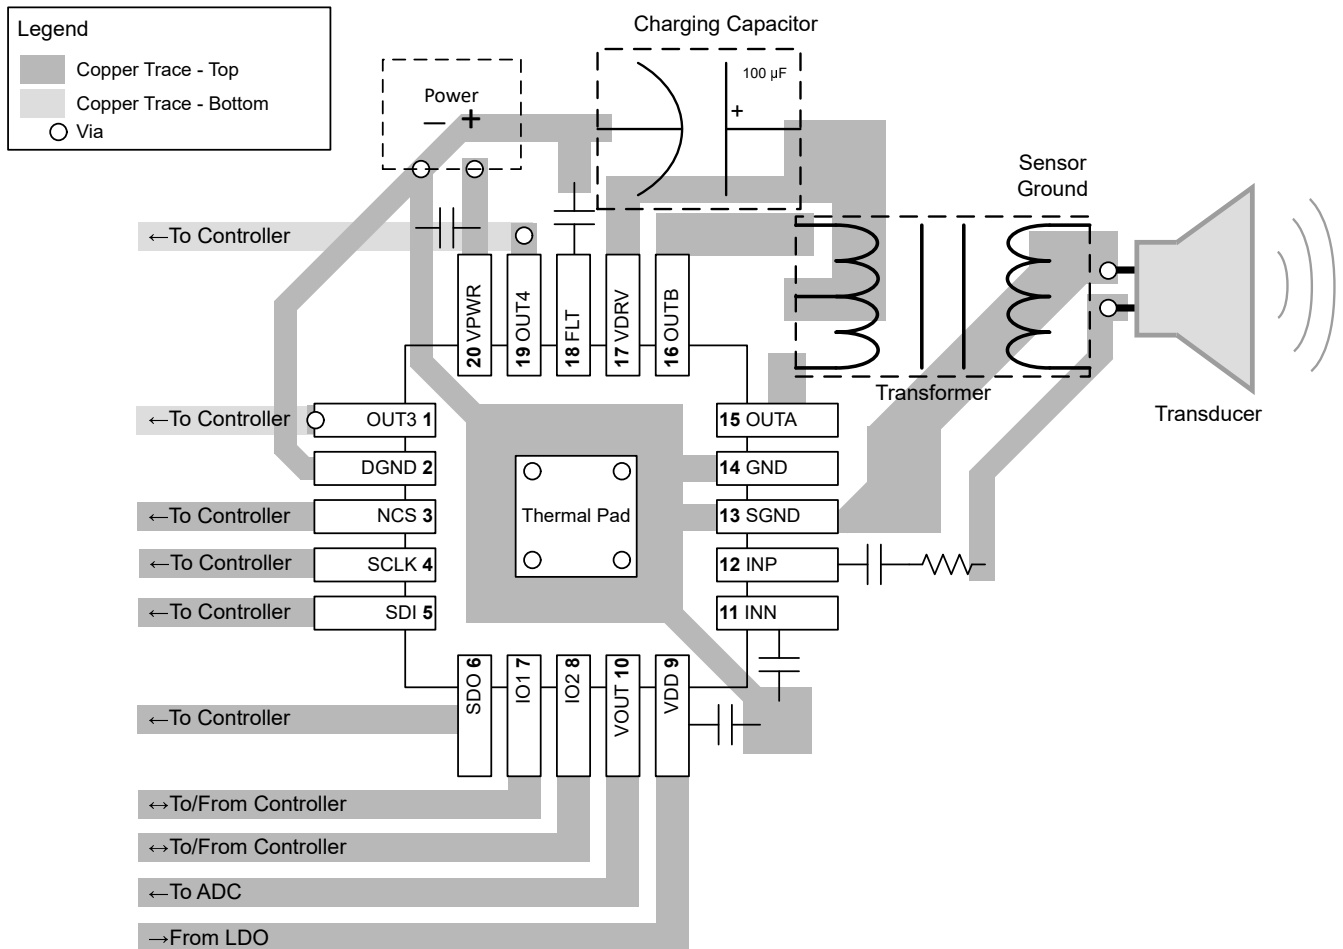 Legend
Copper Trace - Top
Copper Trace - Bottom
Via
Charging Capacitor
100 µF
+
Power
— +
Sensor
Ground
←To Controller
20 VPWR
19 OUT4
18 FLT
17 VDRV
16 OUTB
Transformer
Transducer
←To Controller
OUT3 1
15 OUTA
DGND 2
14 GND
←To Controller
NCS 3
Thermal Pad
13 SGND
←To Controller
SCLK 4
12 INP
←To Controller
SDI 5
11 INN
SDO 6
IO1 7
IO2 8
VOUT 10
VDD 9
←To Controller
↔To/From Controller
↔To/From Controller
←To ADC
→From LDO